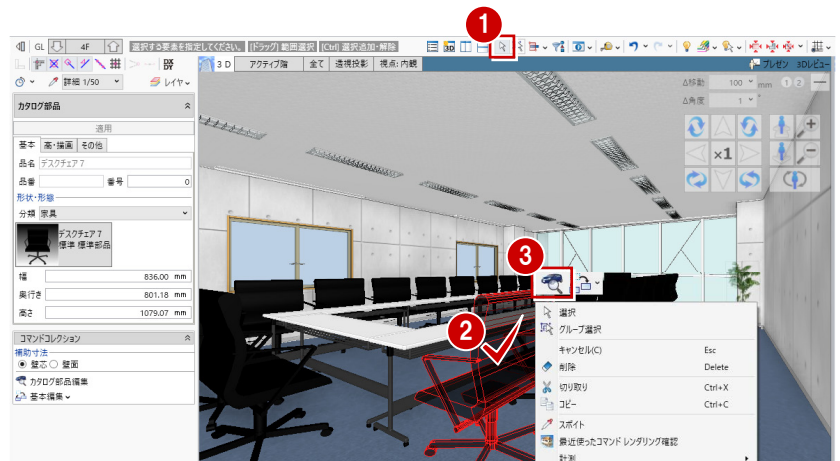 1
GL 4F 選択する要素を指定してください。 [ドラッグ] 範囲選択 [Ctrl] 選択追加・解除 3D
詳細 1/50 レイヤ
3 D アクティブ階 全て 透視投影 視点: 内観 プレゼン 3Dレビュー
カタログ部品
適用
基本 高・描画 その他
品名 デスクチェア 7
品番 番号 0
形状・形態
分類 家具
デスクチェア 7
標準 標準部品
幅 836.00 mm
奥行き 801.18 mm
高さ 1079.07 mm
コマンドコレクション
補助寸法
壁芯 壁面
カタログ部品編集
基本編集
Δ移動 100 mm 1 2
Δ角度 1 °
×1
3
2
選択
グループ選択
キャンセル(C) Esc
削除 Delete
切り取り Ctrl+X
コピー Ctrl+C
スポイト
最近使ったコマンド レンダリング確認
計測